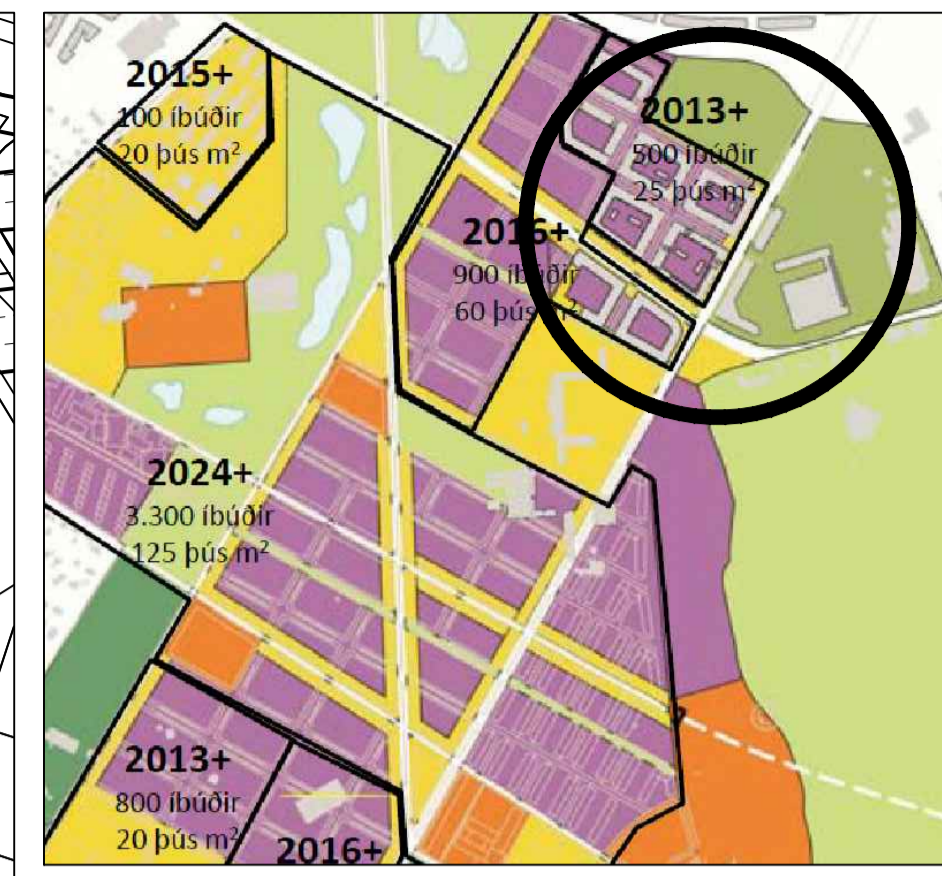 2015+
100 íbúðir
20 þús m²
2013+
500 íbúðir
25 þús m²
2016+
900 íbúðir
60 þús m²
2024+
3.300 íbúðir
125 þús m²
2013+
800 íbúðir
20 þús m²
2016+